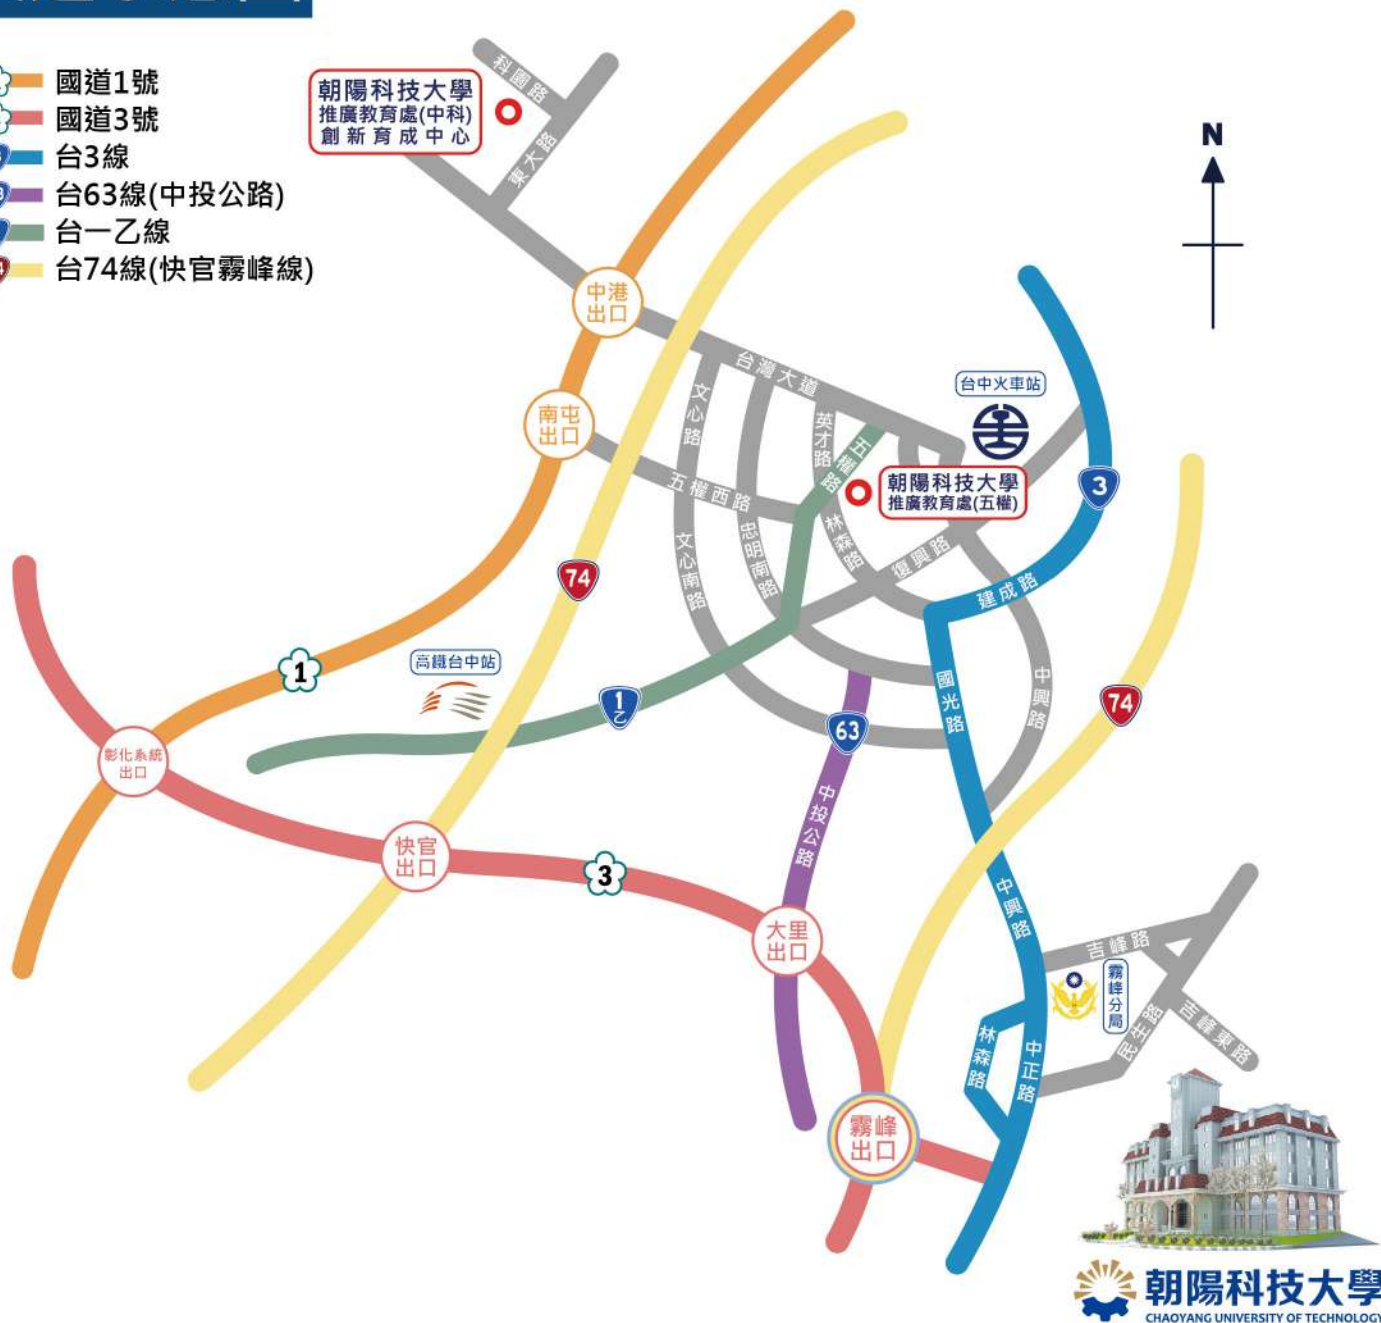 國道1號
國道3號
台3線
台63線(中投公路)
台一乙線
台74線(快官霧峰線)
朝陽科技大學
推廣教育處(中科)
創新育成中心
科園路
東大路
N
中港
出口
台灣大道
台中火車站
南屯
出口
文心路
英才路
五權路
五權西路
朝陽科技大學
推廣教育處(五權)
3
林森路
忠明南路
文心南路
復興路
建成路
74
1
高鐵台中站
1
乙
中興路
國光路
74
63
彰化系統
出口
中投公路
快官
出口
3
中興路
大里
出口
吉峰路
霧峰分局
民生路
吉峰東路
林森路
中正路
霧峰
出口
朝陽科技大學
CHAOYANG UNIVERSITY OF TECHNOLOGY